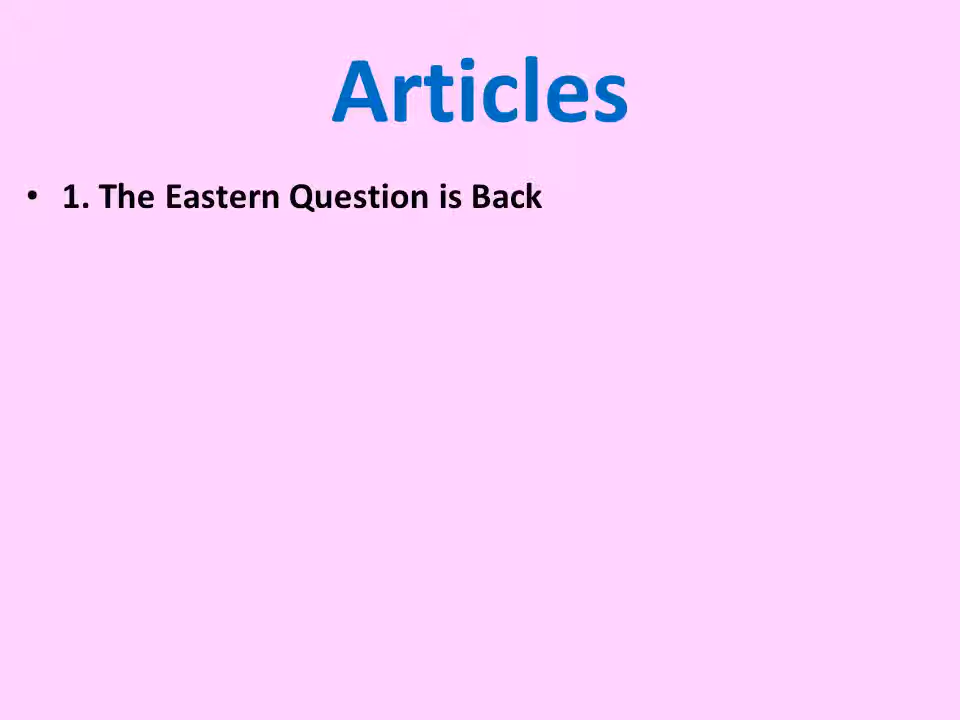 Articles
• 1. The Eastern Question is Back